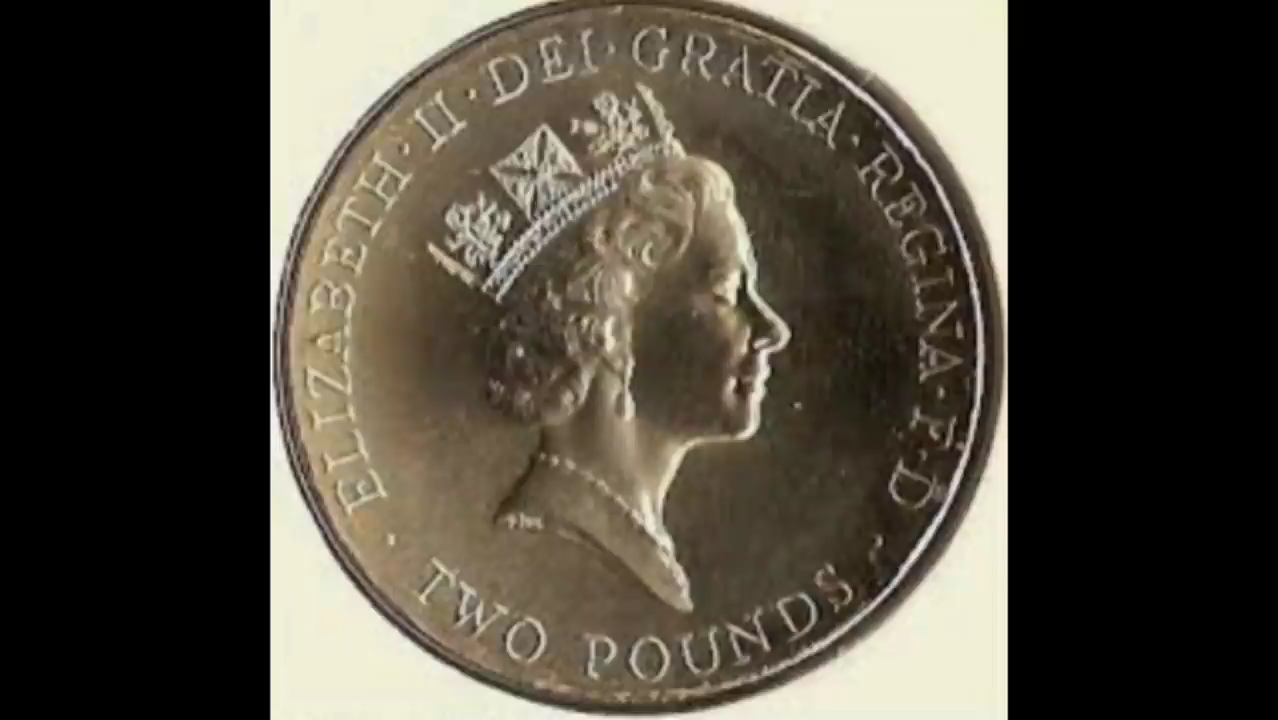 ELIZABETH · II · DEI · GRATIA · REGINA · F · D ·
TWO POUNDS ·